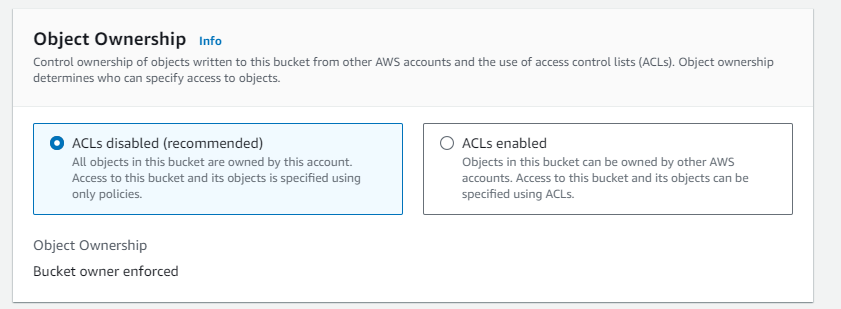 Object Ownership Info
Control ownership of objects written to this bucket from other AWS accounts and the use of access control lists (ACLs). Object ownership
determines who can specify access to objects.
ACLs disabled (recommended)
All objects in this bucket are owned by this account.
Access to this bucket and its objects is specified using
only policies.
ACLs enabled
Objects in this bucket can be owned by other AWS
accounts. Access to this bucket and its objects can be
specified using ACLs.
Object Ownership
Bucket owner enforced